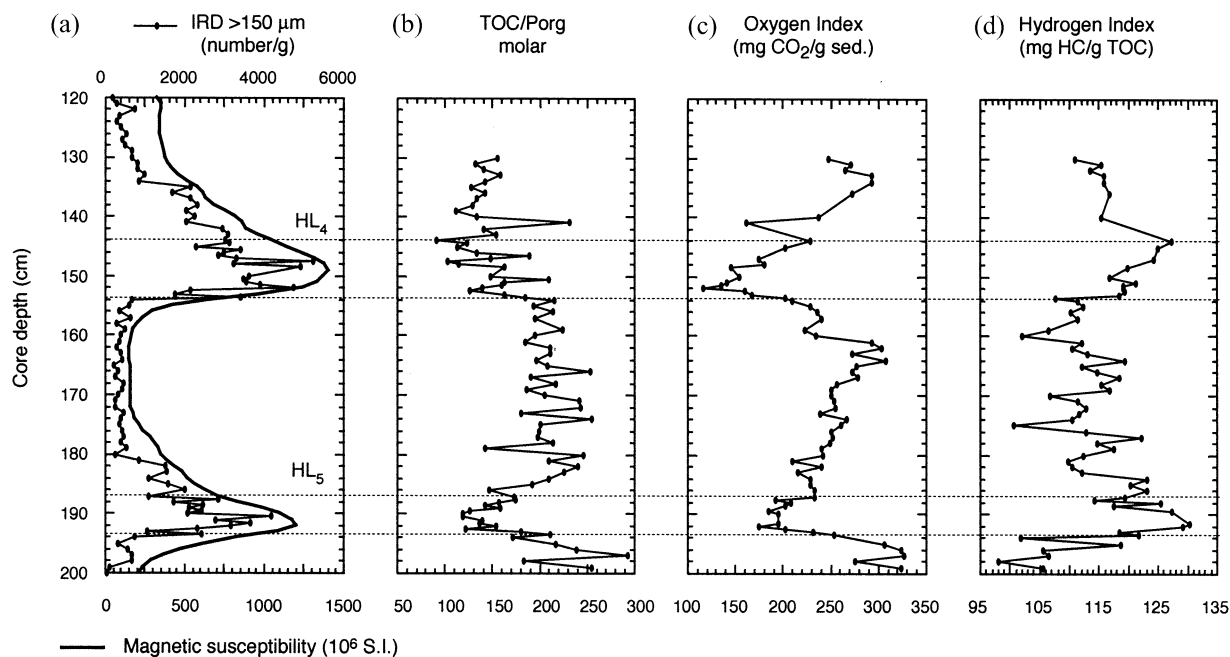 (a) IRD >150 µm
(number/g)
(b) TOC/Porg
molar
(c) Oxygen Index
(mg CO₂/g sed.)
(d) Hydrogen Index
(mg HC/g TOC)
0 2000 4000 6000
Core depth (cm)
120
130
140
150
160
170
180
190
200
HL₄
HL₅
0 500 1000 1500
50 100 150 200 250 300
100 150 200 250 300 350
95 105 115 125 135
Magnetic susceptibility (10⁶ S.I.)